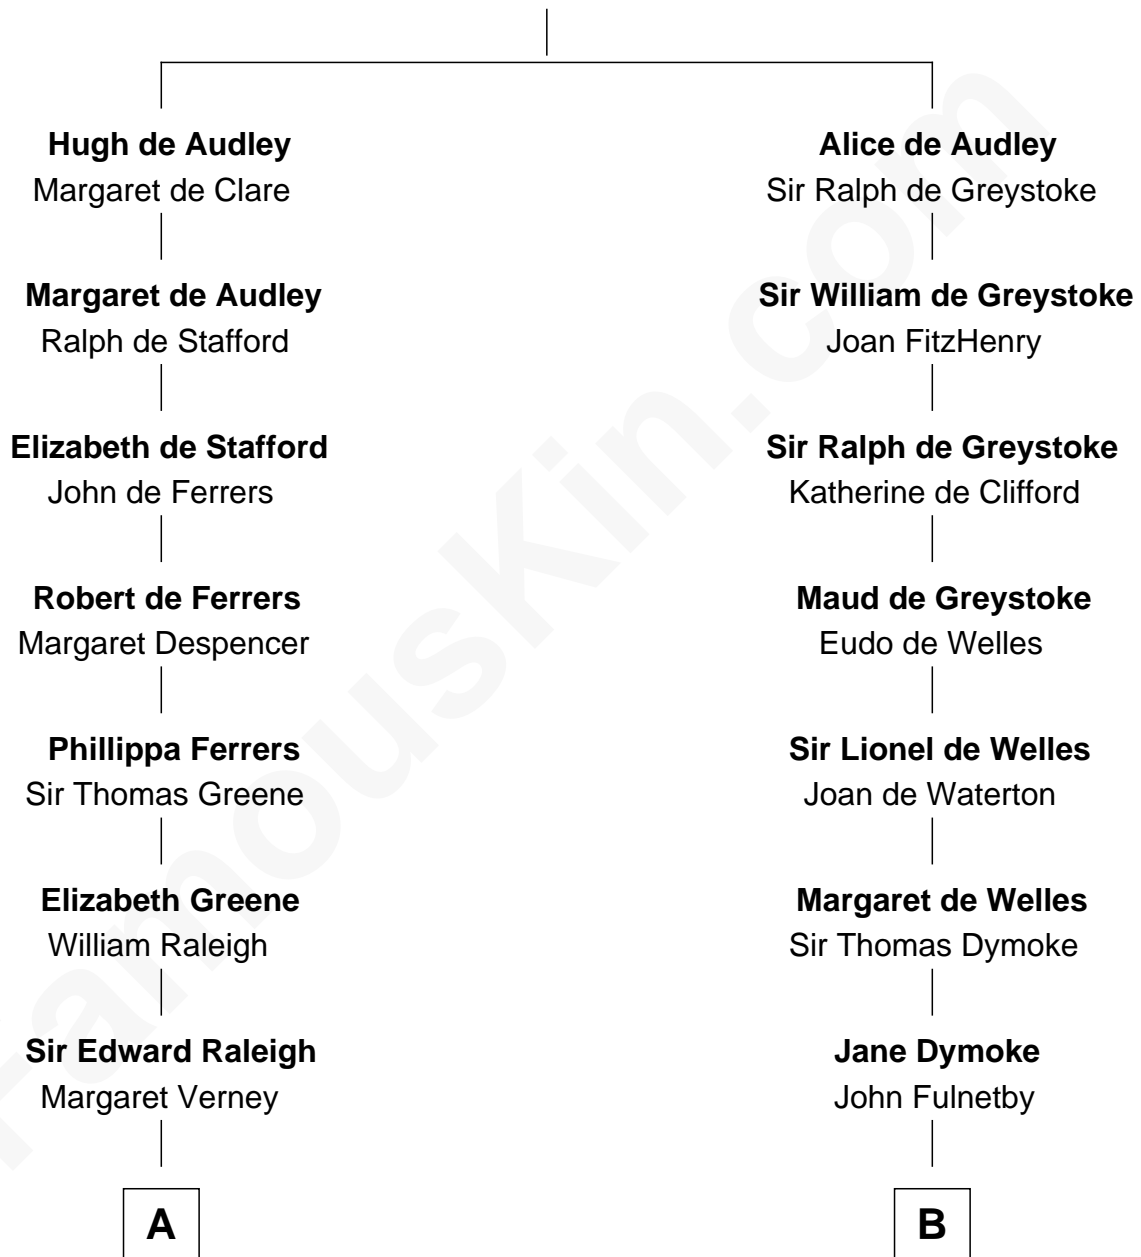 Hugh de Audley
Margaret de Clare
Margaret de Audley
Ralph de Stafford
Elizabeth de Stafford
John de Ferrers
Robert de Ferrers
Margaret Despencer
Phillippa Ferrers
Sir Thomas Greene
Elizabeth Greene
William Raleigh
Sir Edward Raleigh
Margaret Verney
A
Alice de Audley
Sir Ralph de Greystoke
Sir William de Greystoke
Joan FitzHenry
Sir Ralph de Greystoke
Katherine de Clifford
Maud de Greystoke
Eudo de Welles
Sir Lionel de Welles
Joan de Waterton
Margaret de Welles
Sir Thomas Dymoke
Jane Dymoke
John Fulnetby
B
FamousKin.com